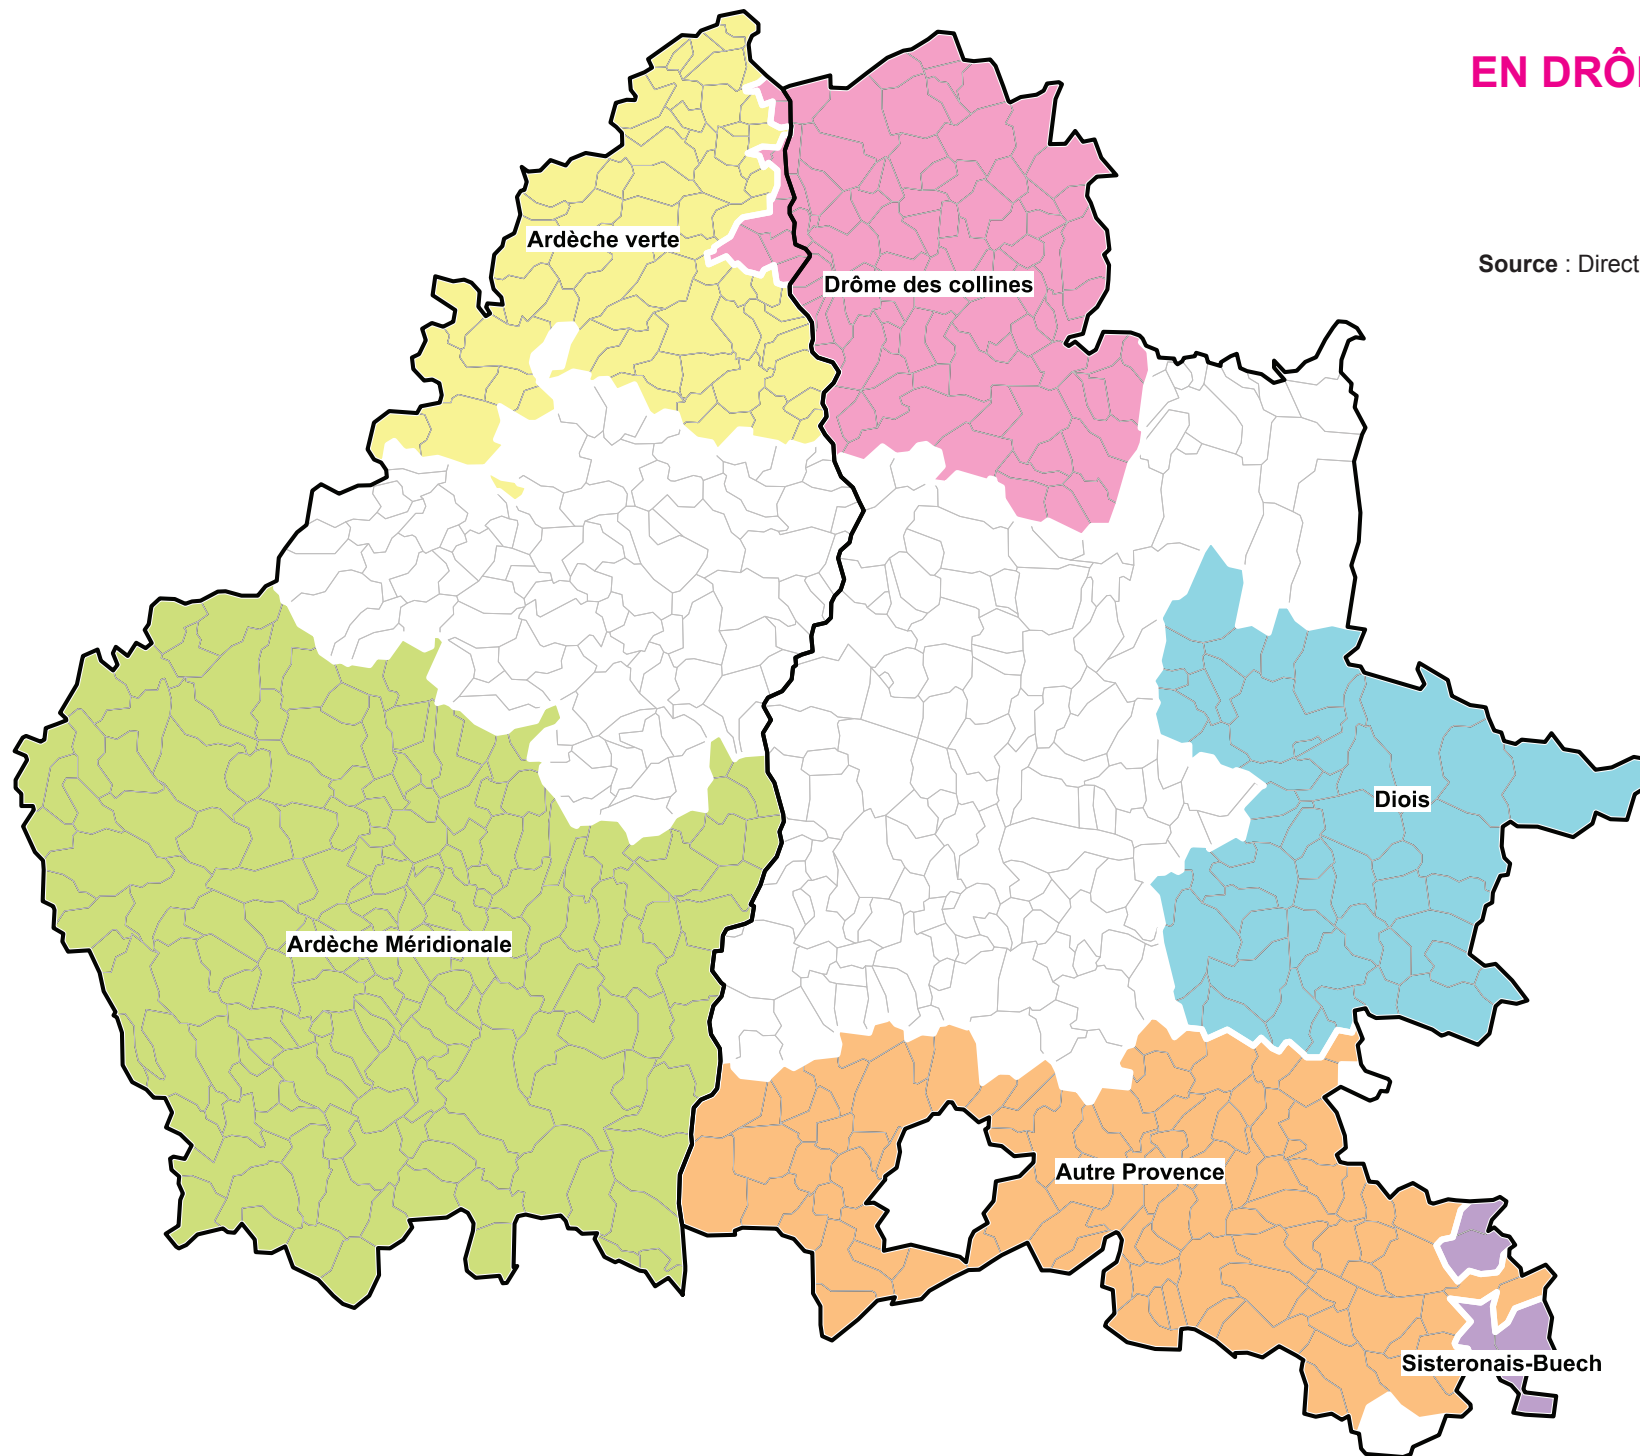 EN DRÔ
Ardèche verte
Source : Direct
Drôme des collines
Diois
Ardèche Méridionale
Autre Provence
Sisteronais-Buech